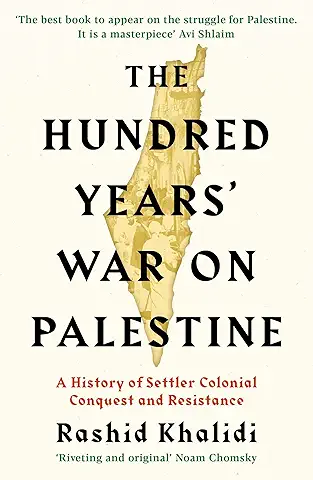 ‘The best book to appear on the struggle for Palestine.
It is a masterpiece’ Avi Shlaim
THE
HUNDRED
YEARS’
WAR ON
PALESTINE
A History of Settler Colonial
Conquest and Resistance
Rashid Khalidi
‘Riveting and original’ Noam Chomsky